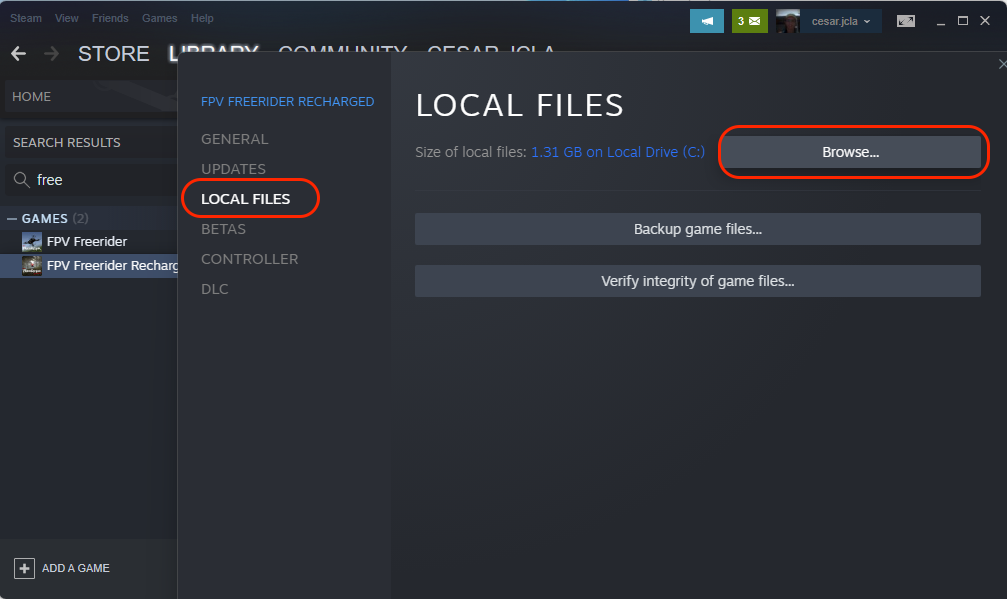 Steam View Friends Games Help
3
cesar.jcla
STORE LIBRARY COMMUNITY CESAR.JCLA
HOME
SEARCH RESULTS
free
GAMES (2)
FPV Freerider
FPV Freerider Recharg
ADD A GAME
FPV FREERIDER RECHARGED
GENERAL
UPDATES
LOCAL FILES
BETAS
CONTROLLER
DLC
LOCAL FILES
Size of local files: 1.31 GB on Local Drive (C:)
Browse...
Backup game files...
Verify integrity of game files...